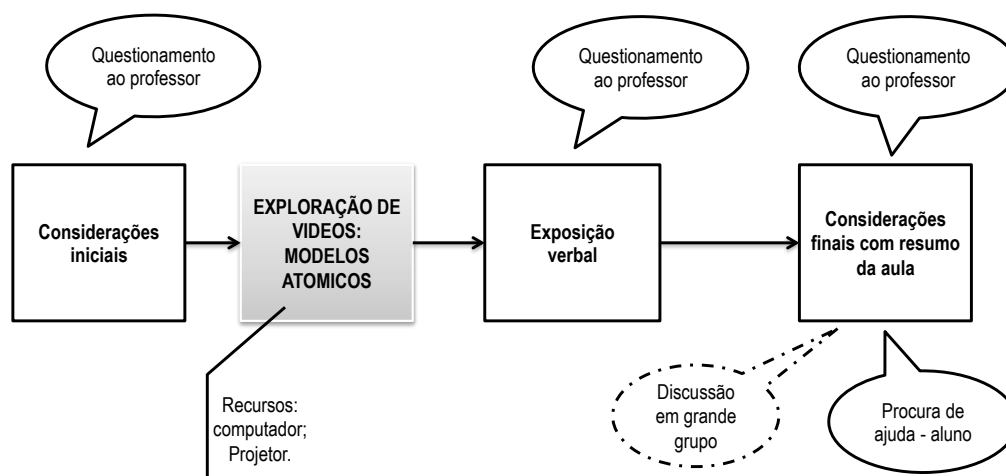 Questionamento
ao professor
Questionamento
ao professor
Questionamento
ao professor
Considerações
iniciais
EXPLORAÇÃO DE
VIDEOS:
MODELOS
ATOMICOS
Exposição
verbal
Considerações
finais com resumo
da aula
Recursos:
computador;
Projetor.
Discussão
em grande
grupo
Procura de
ajuda - aluno